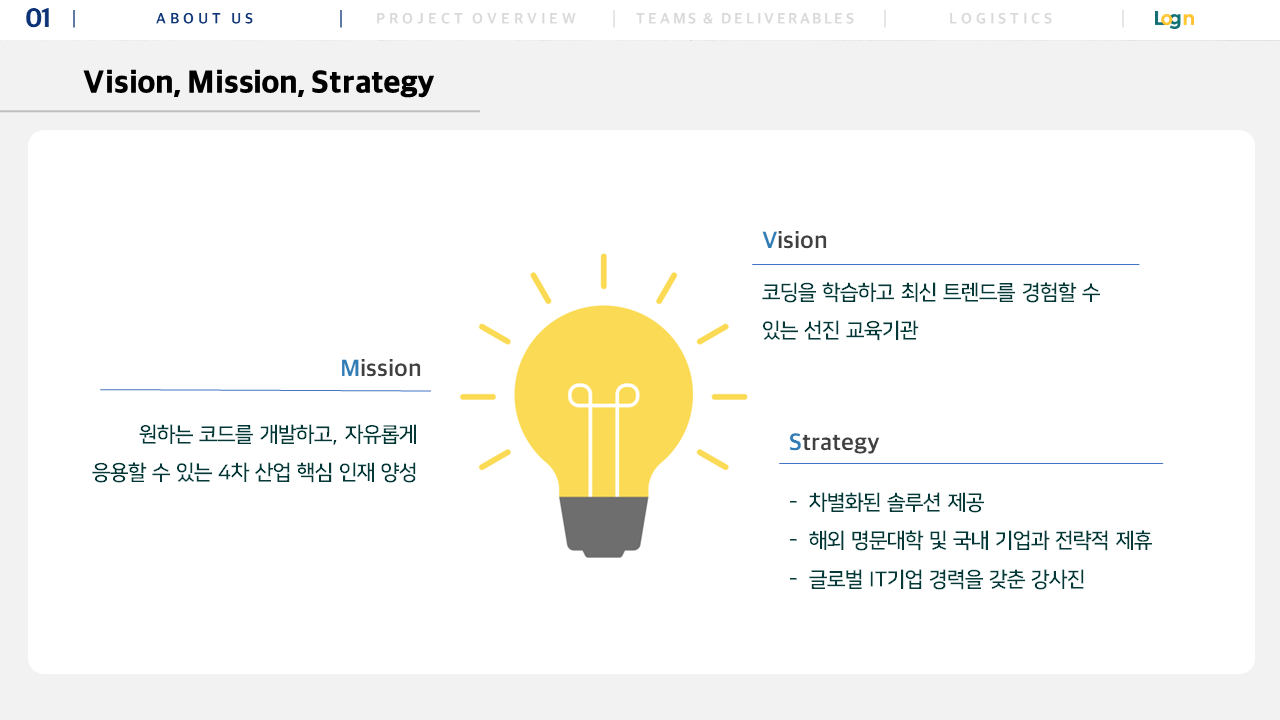 01 | ABOUT US | PROJECT OVERVIEW | TEAMS & DELIVERABLES | LOGISTICS | Login
Vision, Mission, Strategy
Vision
코딩을 학습하고 최신 트렌드를 경험할 수
있는 선진 교육기관
Mission
원하는 코드를 개발하고, 자유롭게
응용할 수 있는 4차 산업 핵심 인재 양성
Strategy
- 차별화된 솔루션 제공
- 해외 명문대학 및 국내 기업과 전략적 제휴
- 글로벌 IT기업 경력을 갖춘 강사진